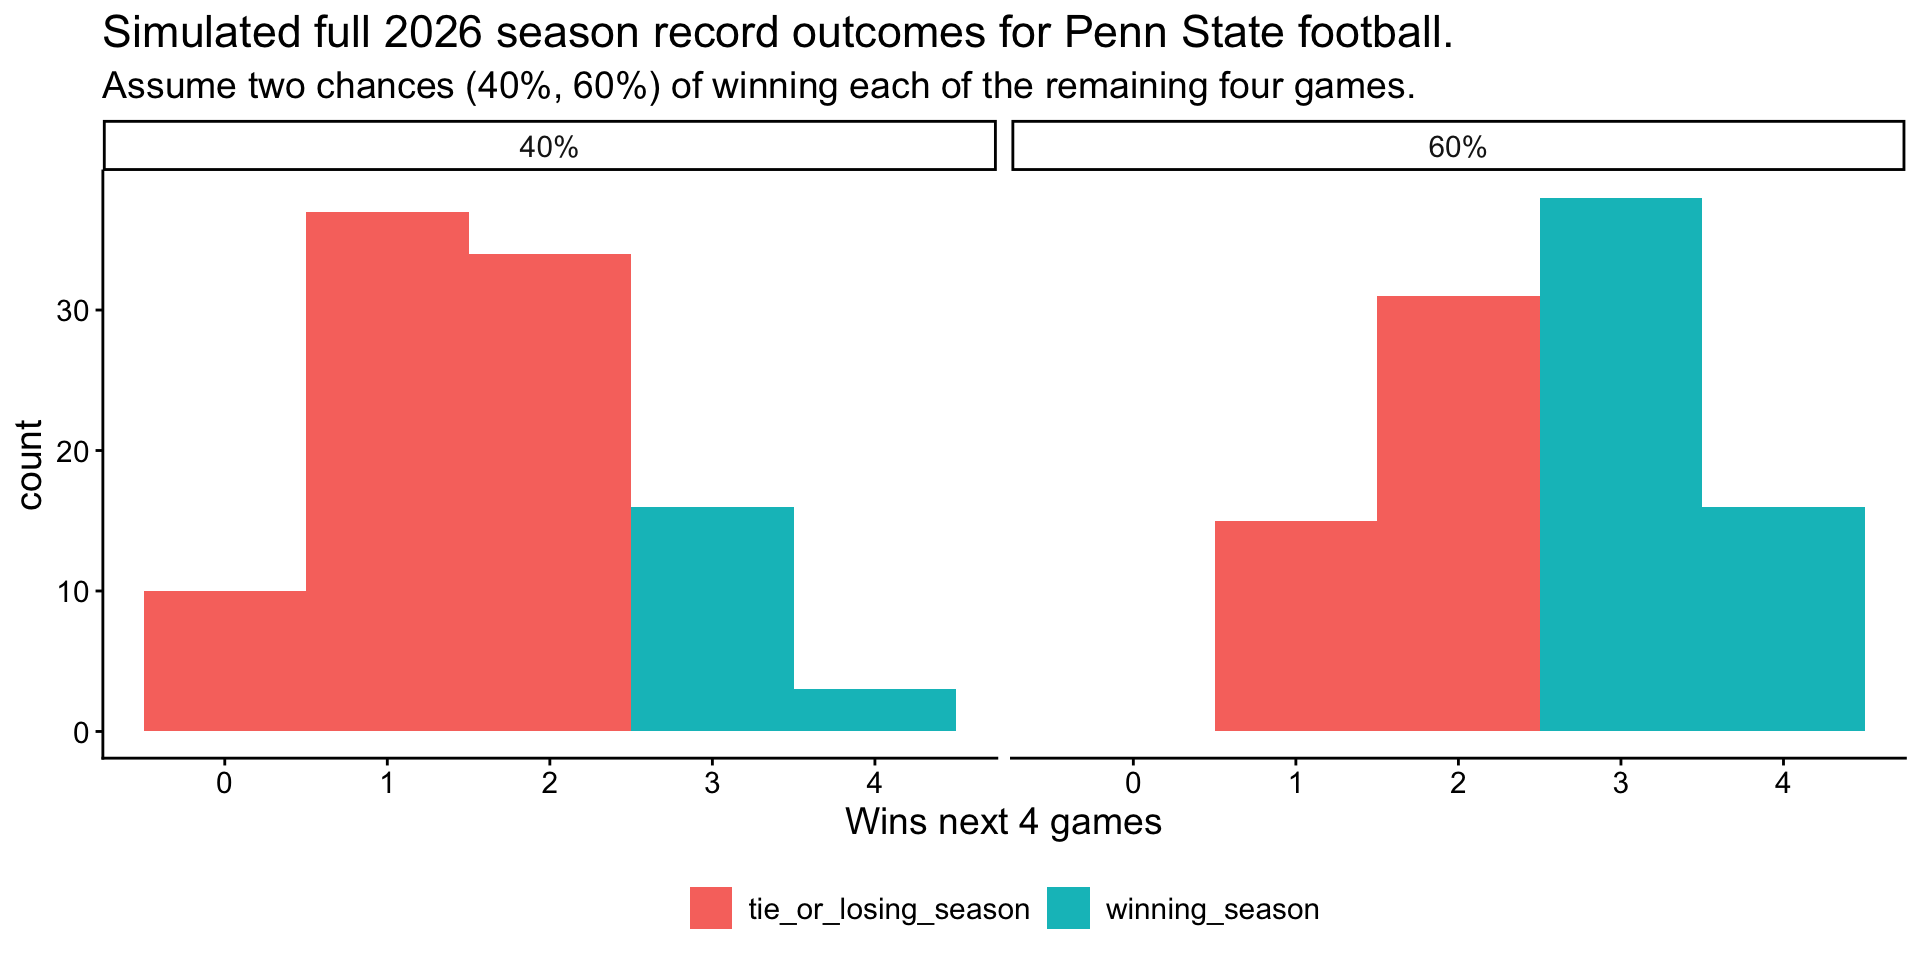 Simulated full 2026 season record outcomes for Penn State football.
Assume two chances (40%, 60%) of winning each of the remaining four games.
40%
60%
count
30
20
10
0
0 1 2 3 4
0 1 2 3 4
Wins next 4 games
tie_or_losing_season
winning_season